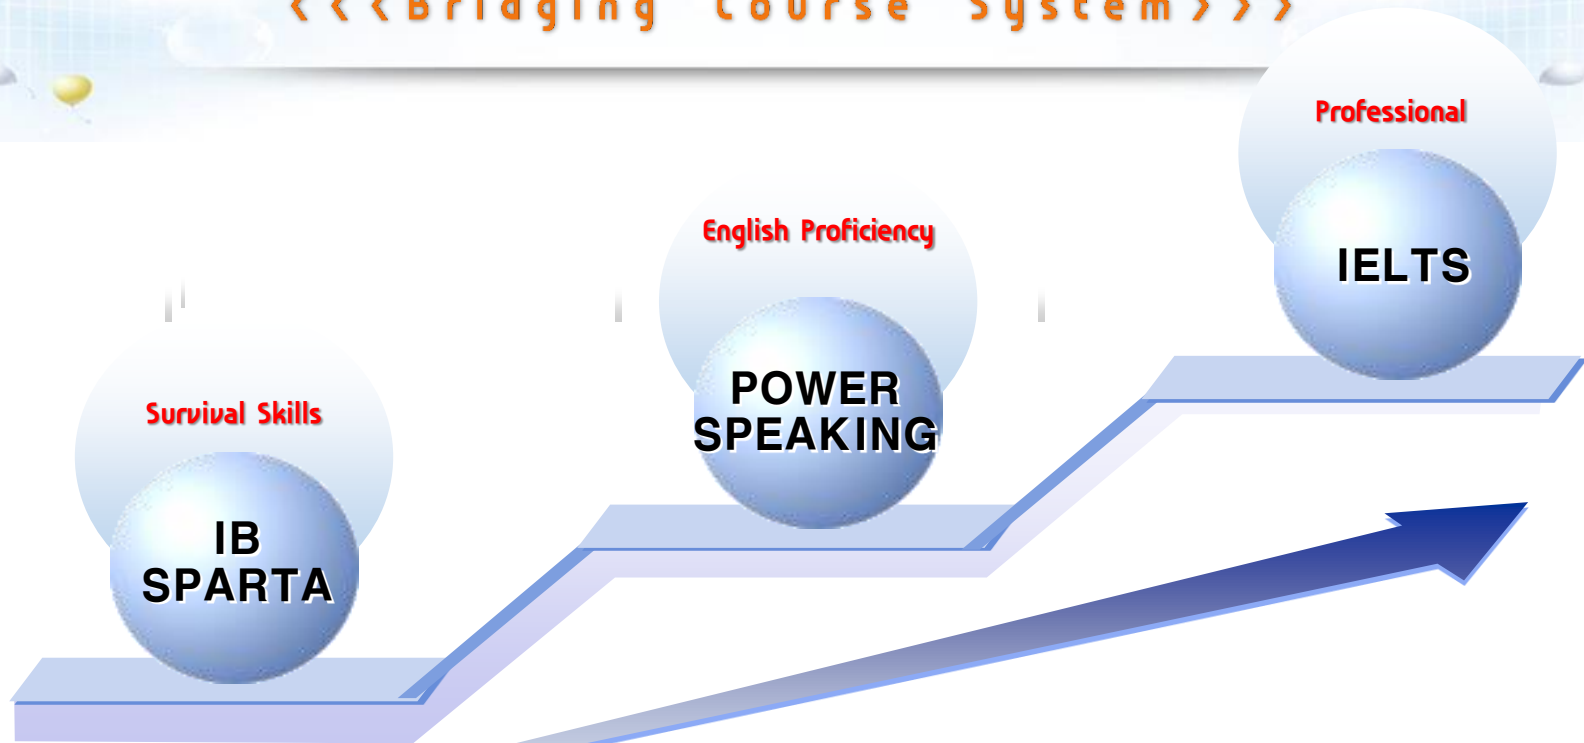 <<<Bridging Course System>>>
Professional
IELTS
English Proficiency
POWER
SPEAKING
Survival Skills
IB
SPARTA